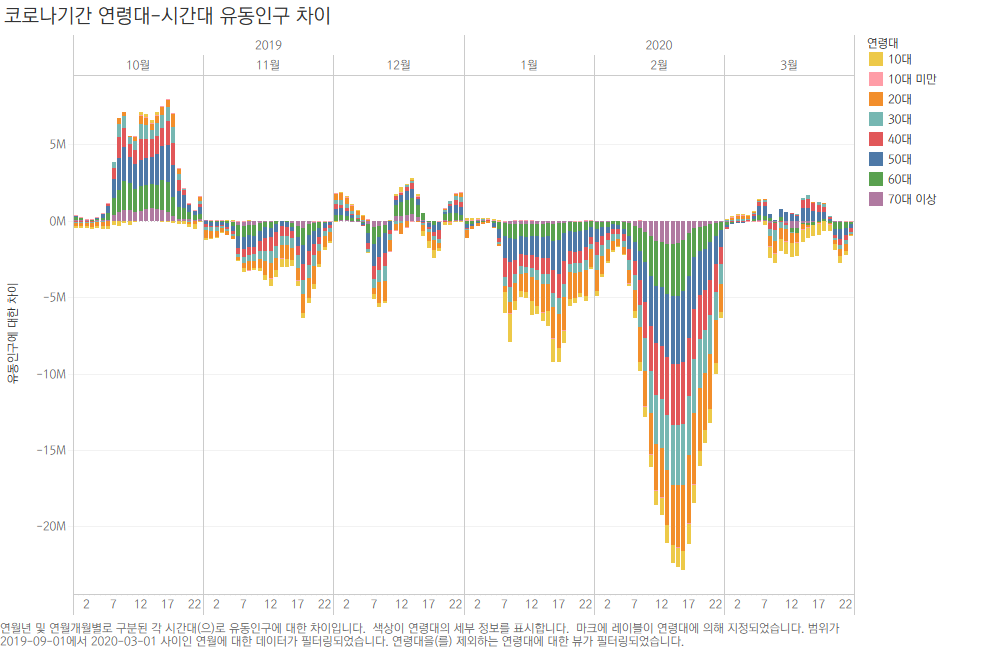 코로나기간 연령대-시간대 유동인구 차이
2019
2020
10월
11월
12월
1월
2월
3월
연령대
10대
10대 미만
20대
30대
40대
50대
60대
70대 이상
5M
0M
-5M
-10M
-15M
-20M
유동인구에 대한 차이
2 7 12 17 22 2 7 12 17 22 2 7 12 17 22 2 7 12 17 22 2 7 12 17 22 2 7 12 17 22
연월년 및 연월개월별로 구분된 각 시간대(으)로 유동인구에 대한 차이입니다. 색상이 연령대의 세부 정보를 표시합니다. 마크에 레이블이 연령대에 의해 지정되었습니다. 범위가
2019-09-01에서 2020-03-01 사이인 연월에 대한 데이터가 필터링되었습니다. 연령대을(를) 제외하는 연령대에 대한 뷰가 필터링되었습니다.